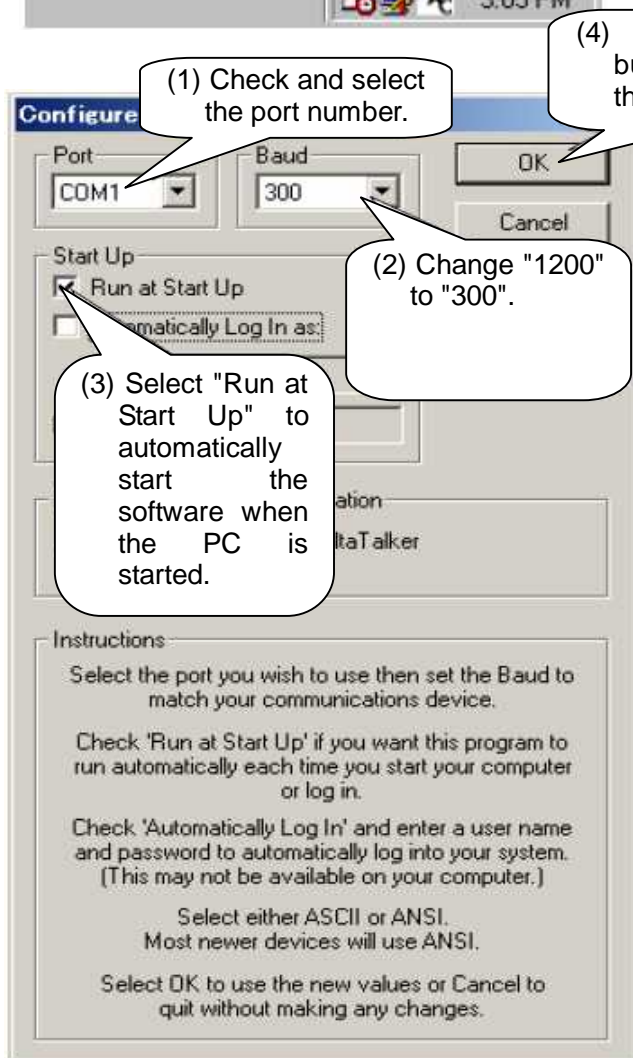 3:03 PM
(4)
(1) Check and select
the port number.
Configure
Port
Baud
OK
COM1
300
Cancel
Start Up
(2) Change "1200"
to "300".
Run at Start Up
Log In as:
(3) Select "Run at
Start Up" to
automatically
start the
software when
the PC is
started.
Instructions
Select the port you wish to use then set the Baud to
match your communications device.
Check 'Run at Start Up' if you want this program to
run automatically each time you start your computer
or log in.
Check 'Automatically Log In' and enter a user name
and password to automatically log into your system.
(This may not be available on your computer.)
Select either ASCII or ANSI.
Most newer devices will use ANSI.
Select OK to use the new values or Cancel to
quit without making any changes.